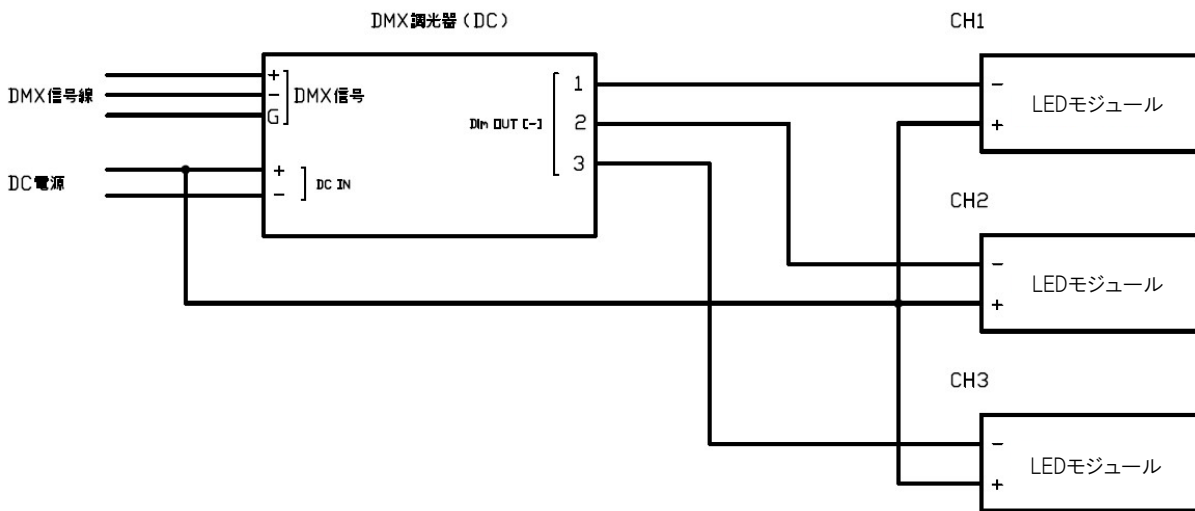 DMX調光器(DC)
CH1
DMX信号線
+
-
G
DMX信号
Dim OUT [-]
1
2
3
-
+
LEDモジュール
DC電源
+
-
DC IN
CH2
-
+
LEDモジュール
CH3
-
+
LEDモジュール